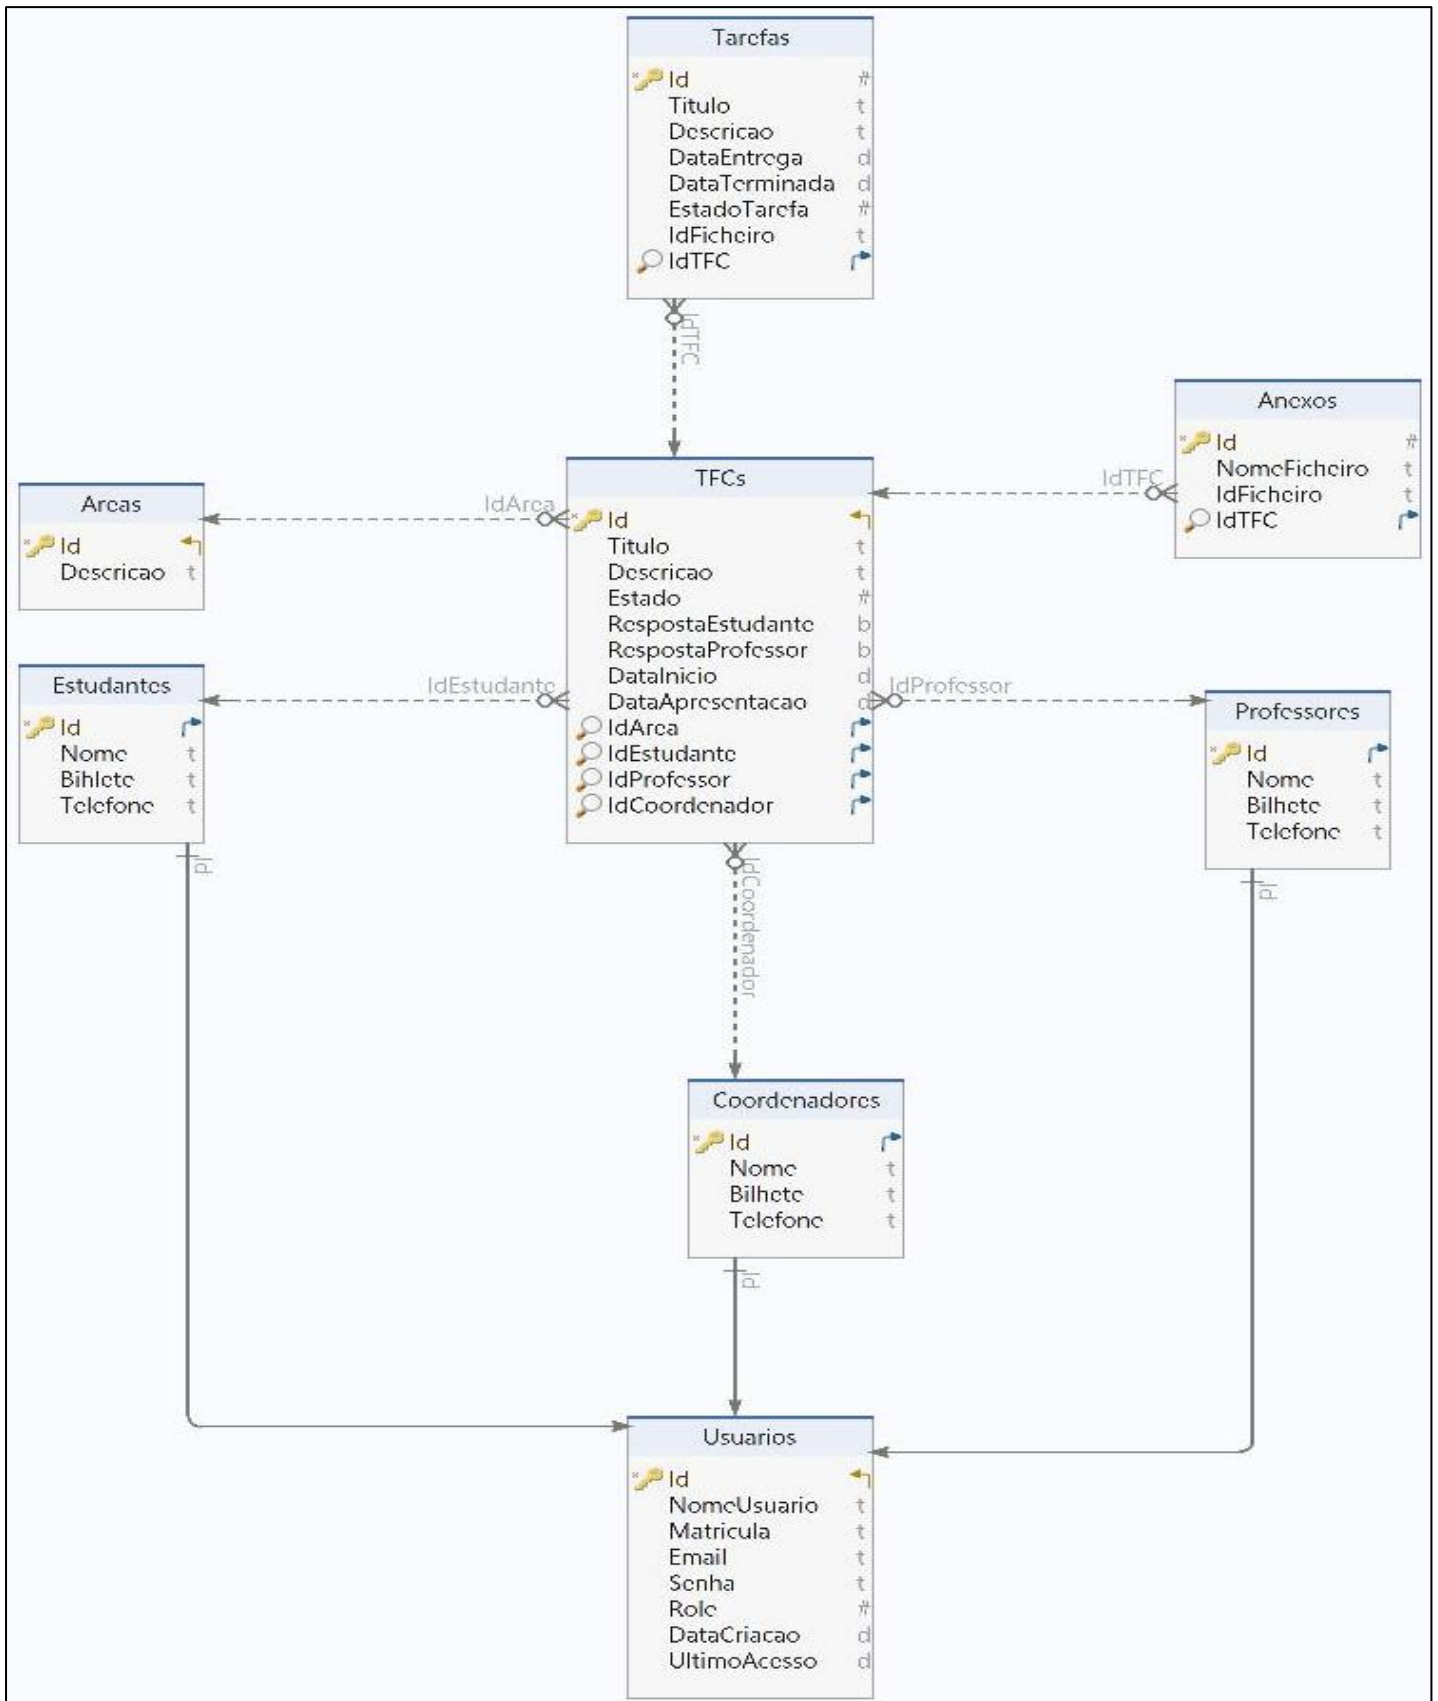 Tarefas
Id #
Titulo t
Descricao t
DataEntrega d
DataTerminada d
EstadoTarefa #
IdFicheiro t
IdTFC
IdTFC
Anexos
Id #
NomeFicheiro t
IdFicheiro t
IdTFC
IdTFC
TFCs
Id
Titulo t
Descricao t
Estado #
RespostaEstudante b
RespostaProfessor b
DataInicio d
DataApresentacao d
IdArea
IdEstudante
IdProfessor
IdCoordenador
IdArea
Areas
Id
Descricao t
IdEstudante
Estudantes
Id
Nome t
Bihlete t
Telefone t
Id
IdProfessor
Professores
Id
Nome t
Bilhete t
Telefone t
Id
IdCoordenador
Coordenadores
Id
Nome t
Bilhete t
Telefone t
Id
Usuarios
Id
NomeUsuario t
Matricula t
Email t
Senha t
Role #
DataCriacao d
UltimoAcesso d